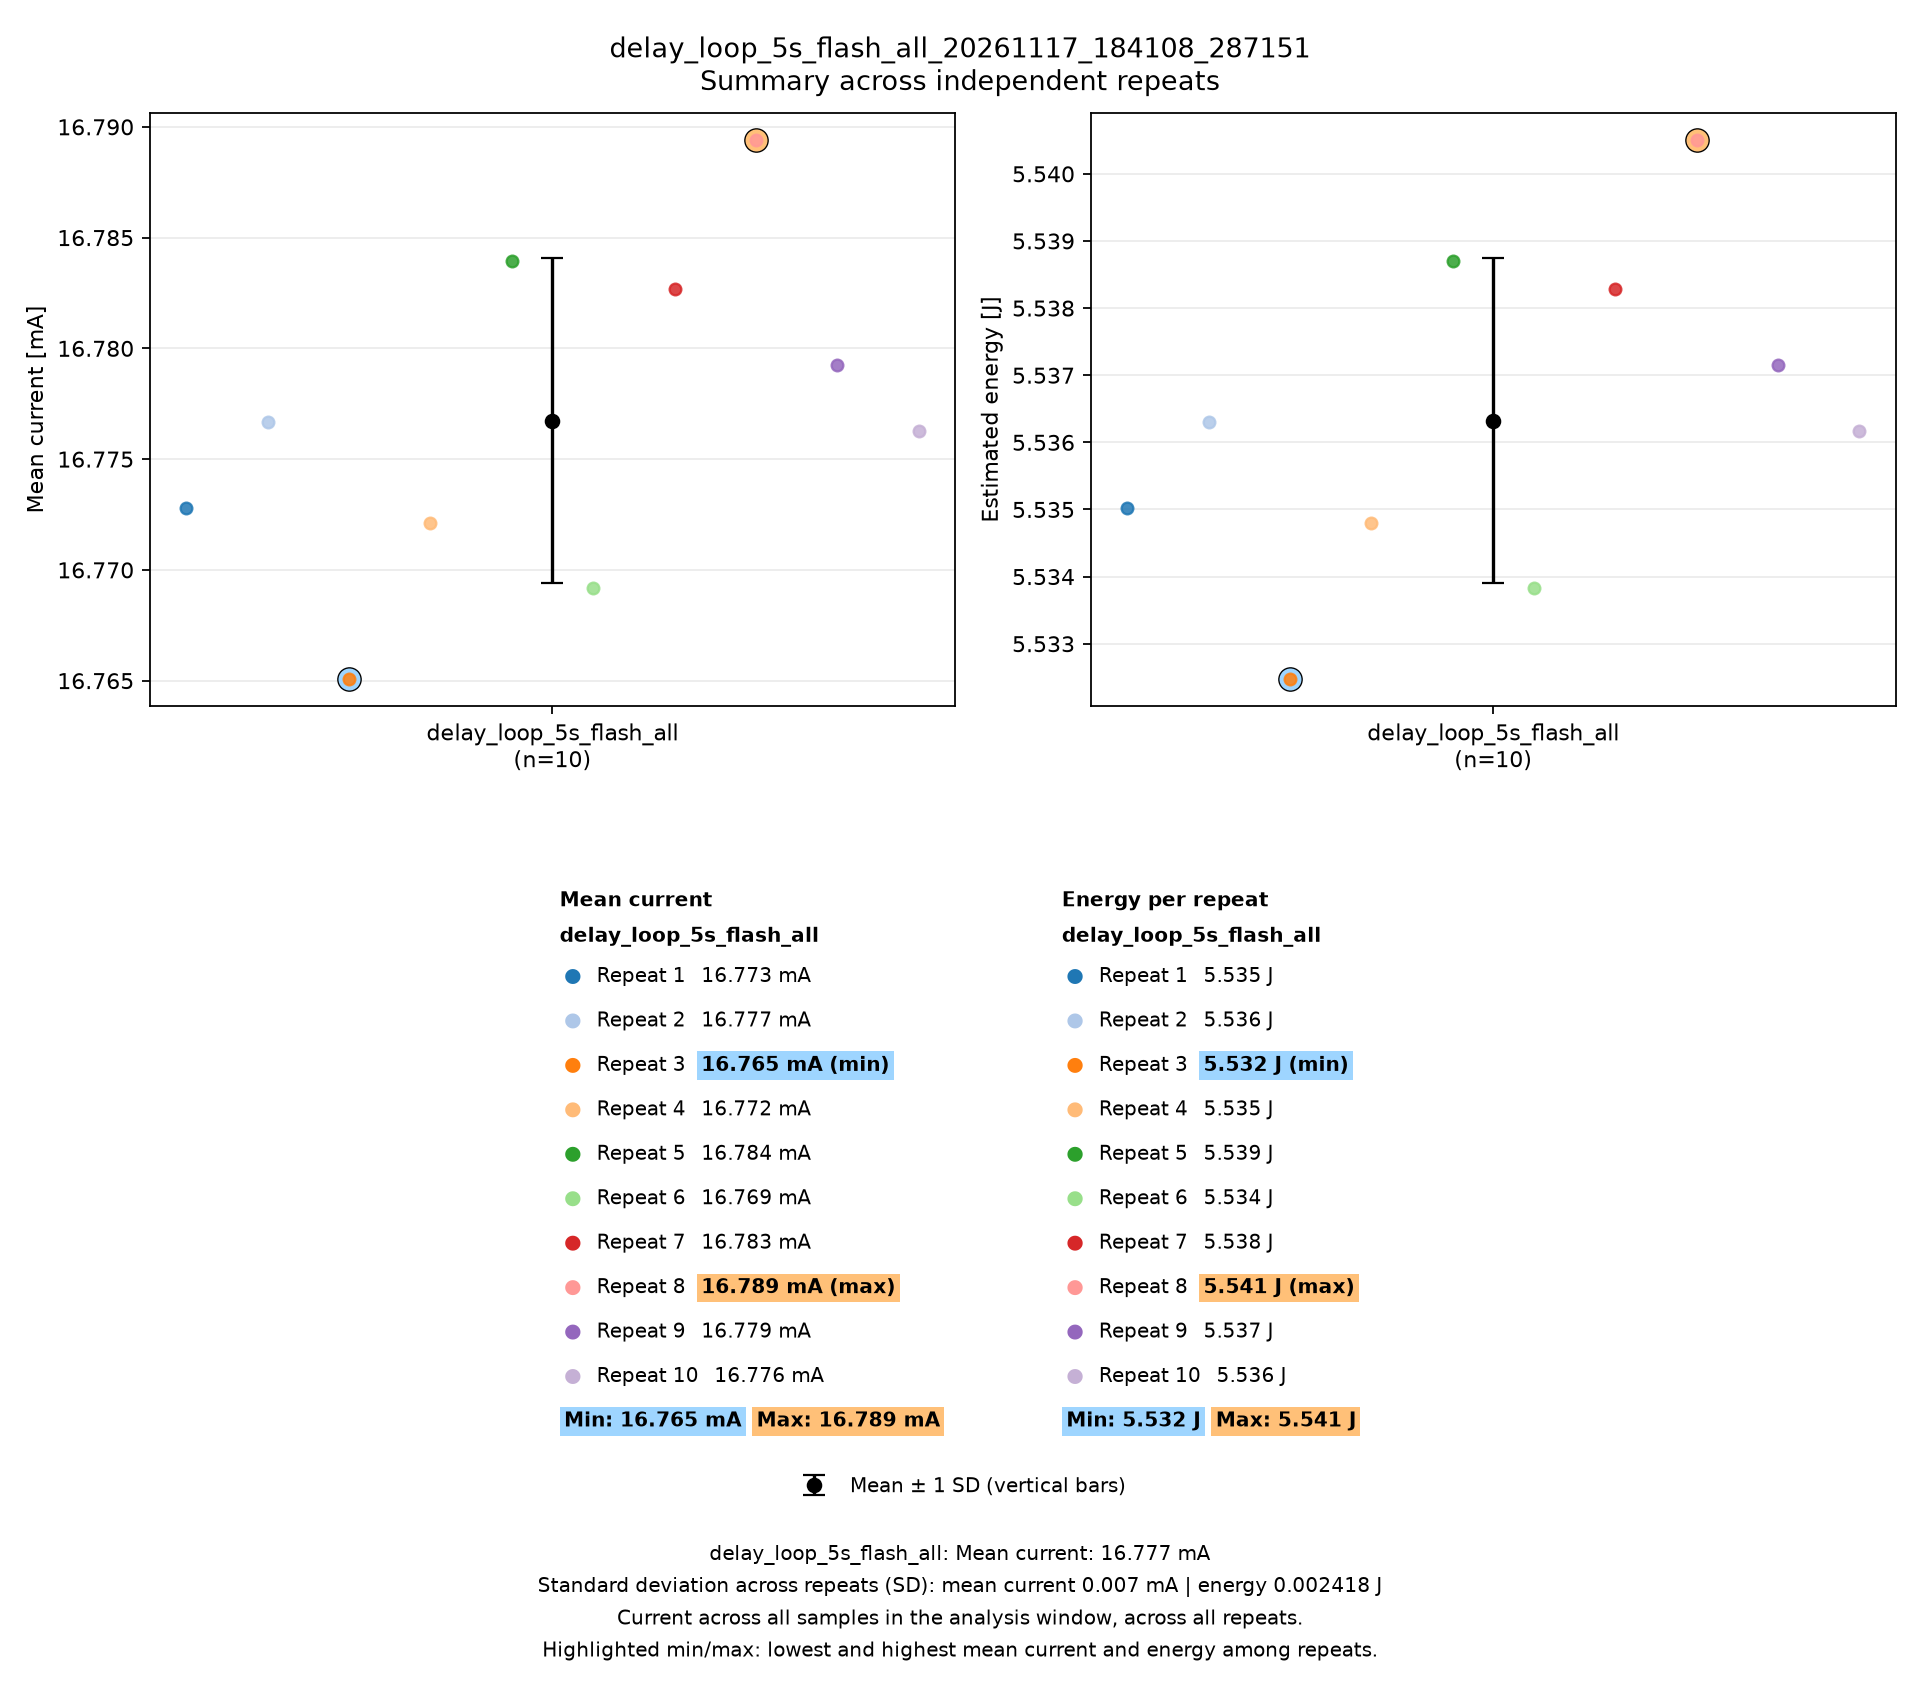 delay_loop_5s_flash_all_20261117_184108_287151
Summary across independent repeats
Mean current [mA]
16.790
16.785
16.780
16.775
16.770
16.765
delay_loop_5s_flash_all
(n=10)
Estimated energy [J]
5.540
5.539
5.538
5.537
5.536
5.535
5.534
5.533
delay_loop_5s_flash_all
(n=10)
Mean current
delay_loop_5s_flash_all
Repeat 1 16.773 mA
Repeat 2 16.777 mA
Repeat 3 16.765 mA (min)
Repeat 4 16.772 mA
Repeat 5 16.784 mA
Repeat 6 16.769 mA
Repeat 7 16.783 mA
Repeat 8 16.789 mA (max)
Repeat 9 16.779 mA
Repeat 10 16.776 mA
Min: 16.765 mA Max: 16.789 mA
Energy per repeat
delay_loop_5s_flash_all
Repeat 1 5.535 J
Repeat 2 5.536 J
Repeat 3 5.532 J (min)
Repeat 4 5.535 J
Repeat 5 5.539 J
Repeat 6 5.534 J
Repeat 7 5.538 J
Repeat 8 5.541 J (max)
Repeat 9 5.537 J
Repeat 10 5.536 J
Min: 5.532 J Max: 5.541 J
Mean ± 1 SD (vertical bars)
delay_loop_5s_flash_all: Mean current: 16.777 mA
Standard deviation across repeats (SD): mean current 0.007 mA | energy 0.002418 J
Current across all samples in the analysis window, across all repeats.
Highlighted min/max: lowest and highest mean current and energy among repeats.